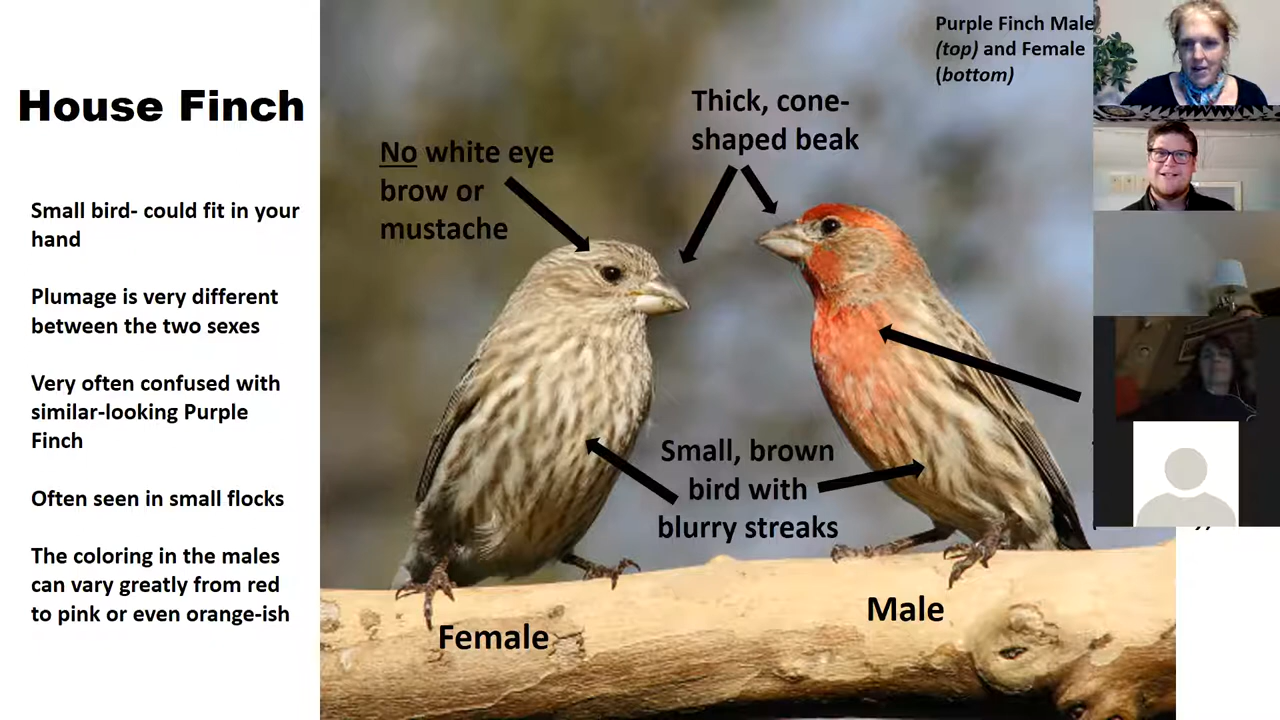 House Finch
Small bird- could fit in your
hand
Plumage is very different
between the two sexes
Very often confused with
similar-looking Purple
Finch
Often seen in small flocks
The coloring in the males
can vary greatly from red
to pink or even orange-ish
Purple Finch Male
(top) and Female
(bottom)
Thick, cone-
shaped beak
No white eye
brow or
mustache
Small, brown
bird with
blurry streaks
Female
Male